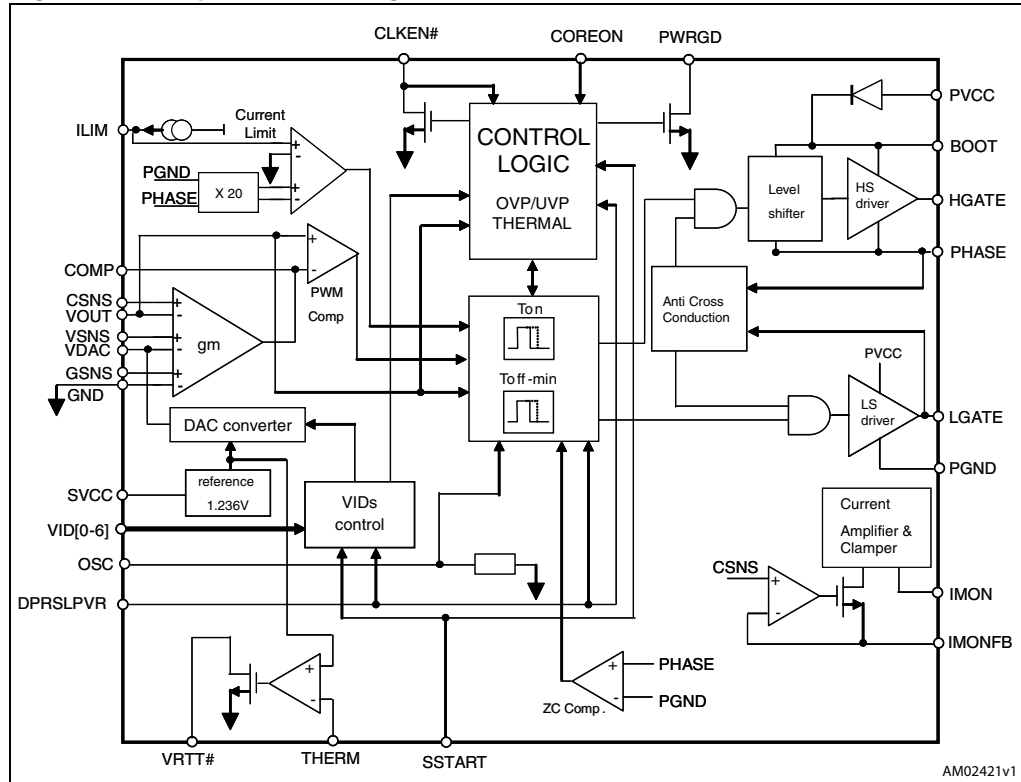 CLKEN#
COREON
PWRGD
PVCC
ILIM
Current
Limit
CONTROL
LOGIC
OVP/UVP
THERMAL
BOOT
PGND
PHASE
X 20
+
-
+
-
Level
shifter
HS
driver
HGATE
PHASE
COMP
+
-
PWM
Comp
CSNS
VOUT
VSNS
VDAC
GSNS
GND
+
-
+
-
+
-
gm
Ton
Toff-min
Anti Cross
Conduction
PVCC
LS
driver
LGATE
PGND
DAC converter
reference
1.236V
SVCC
VID[0-6]
VIDs
control
OSC
DPRSLPVR
Current
Amplifier &
Clamper
CSNS
+
-
IMON
IMONFB
+
-
+
-
PHASE
PGND
ZC Comp .
VRTT#
THERM
SSTART
AM02421v1